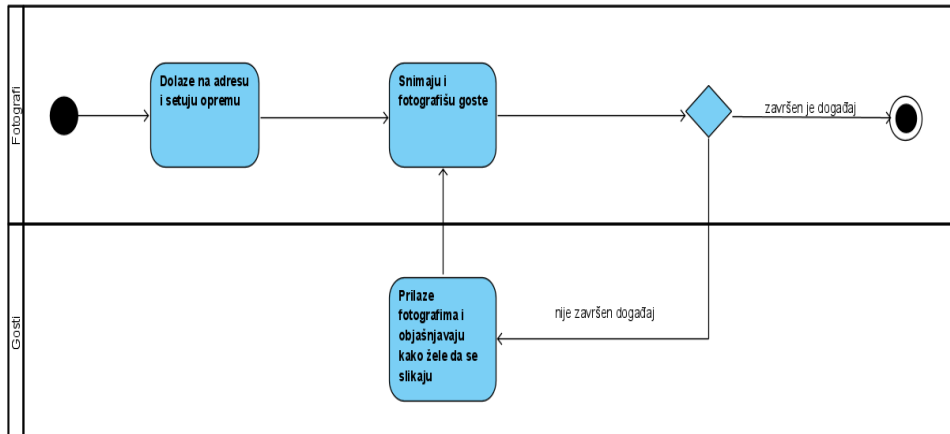 Fotografi
Dolaze na adresu
i setuju opremu
Snimaju i
fotografišu goste
završen je događaj
Gosti
Prilaze
fotografima i
objašnjavaju
kako žele da se
slikaju
nije završen događaj